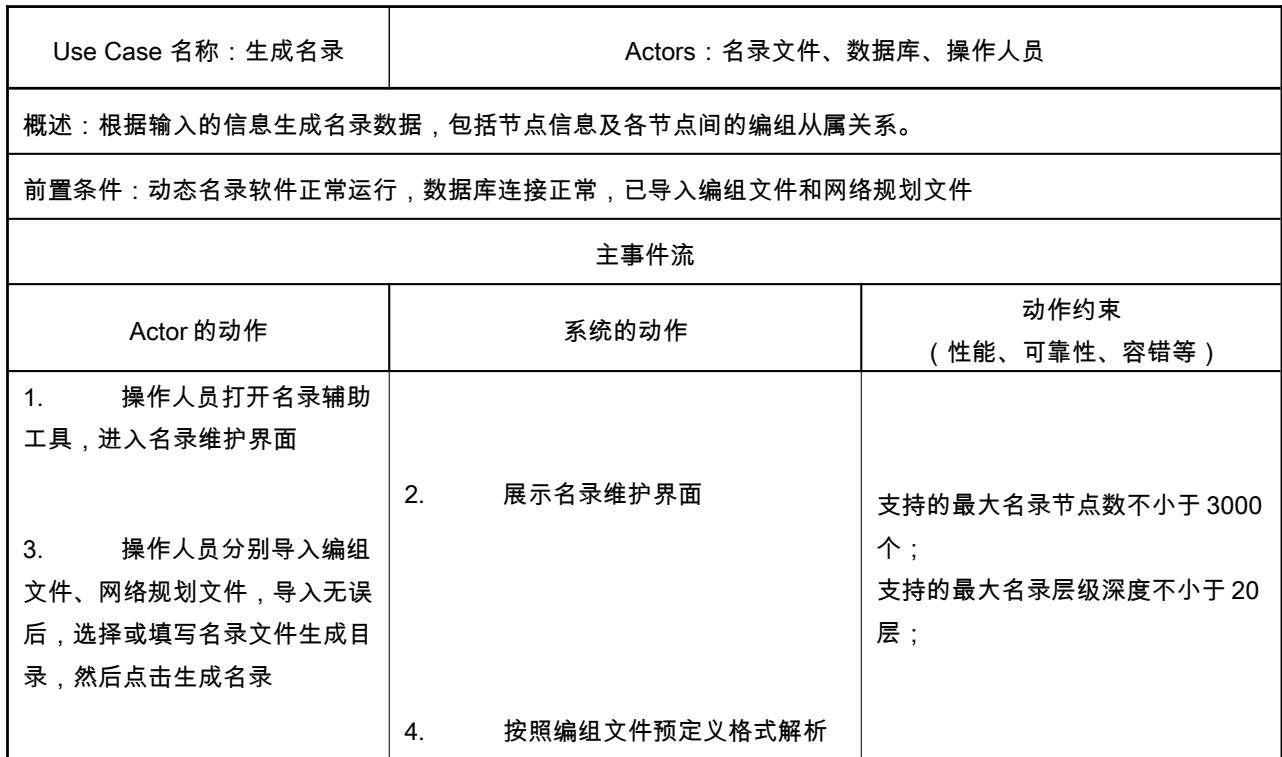 Use Case 名称：生成名录
Actors：名录文件、数据库、操作人员
概述：根据输入的信息生成名录数据，包括节点信息及各节点间的编组从属关系。
前置条件：动态名录软件正常运行，数据库连接正常，已导入编组文件和网络规划文件
主事件流
Actor 的动作
系统的动作
动作约束
（性能、可靠性、容错等）
1. 操作人员打开名录辅助
工具，进入名录维护界面
2. 展示名录维护界面
3. 操作人员分别导入编组
文件、网络规划文件，导入无误
后，选择或填写名录文件生成目
录，然后点击生成名录
4. 按照编组文件预定义格式解析
支持的最大名录节点数不小于 3000
个；
支持的最大名录层级深度不小于 20
层；